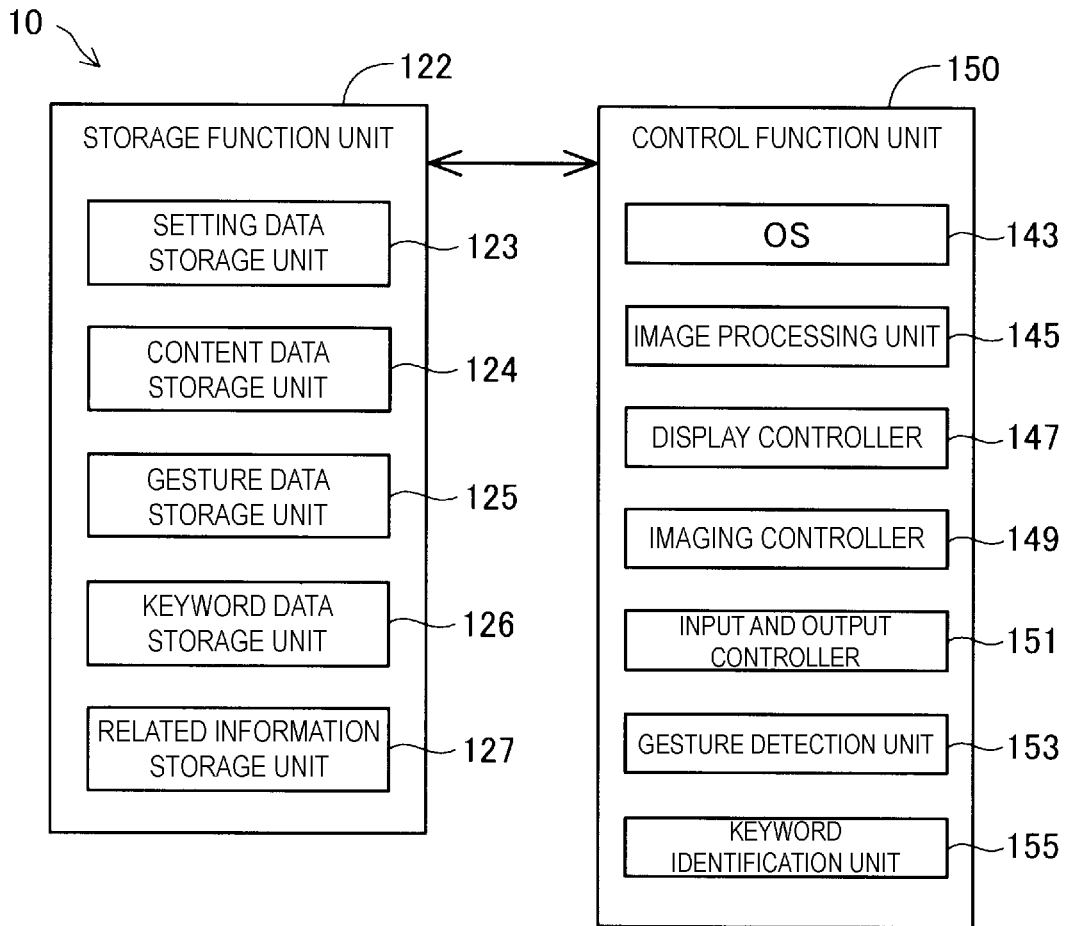 10
122
STORAGE FUNCTION UNIT
SETTING DATA
STORAGE UNIT
123
CONTENT DATA
STORAGE UNIT
124
GESTURE DATA
STORAGE UNIT
125
KEYWORD DATA
STORAGE UNIT
126
RELATED INFORMATION
STORAGE UNIT
127
150
CONTROL FUNCTION UNIT
OS
143
IMAGE PROCESSING UNIT
145
DISPLAY CONTROLLER
147
IMAGING CONTROLLER
149
INPUT AND OUTPUT
CONTROLLER
151
GESTURE DETECTION UNIT
153
KEYWORD
IDENTIFICATION UNIT
155